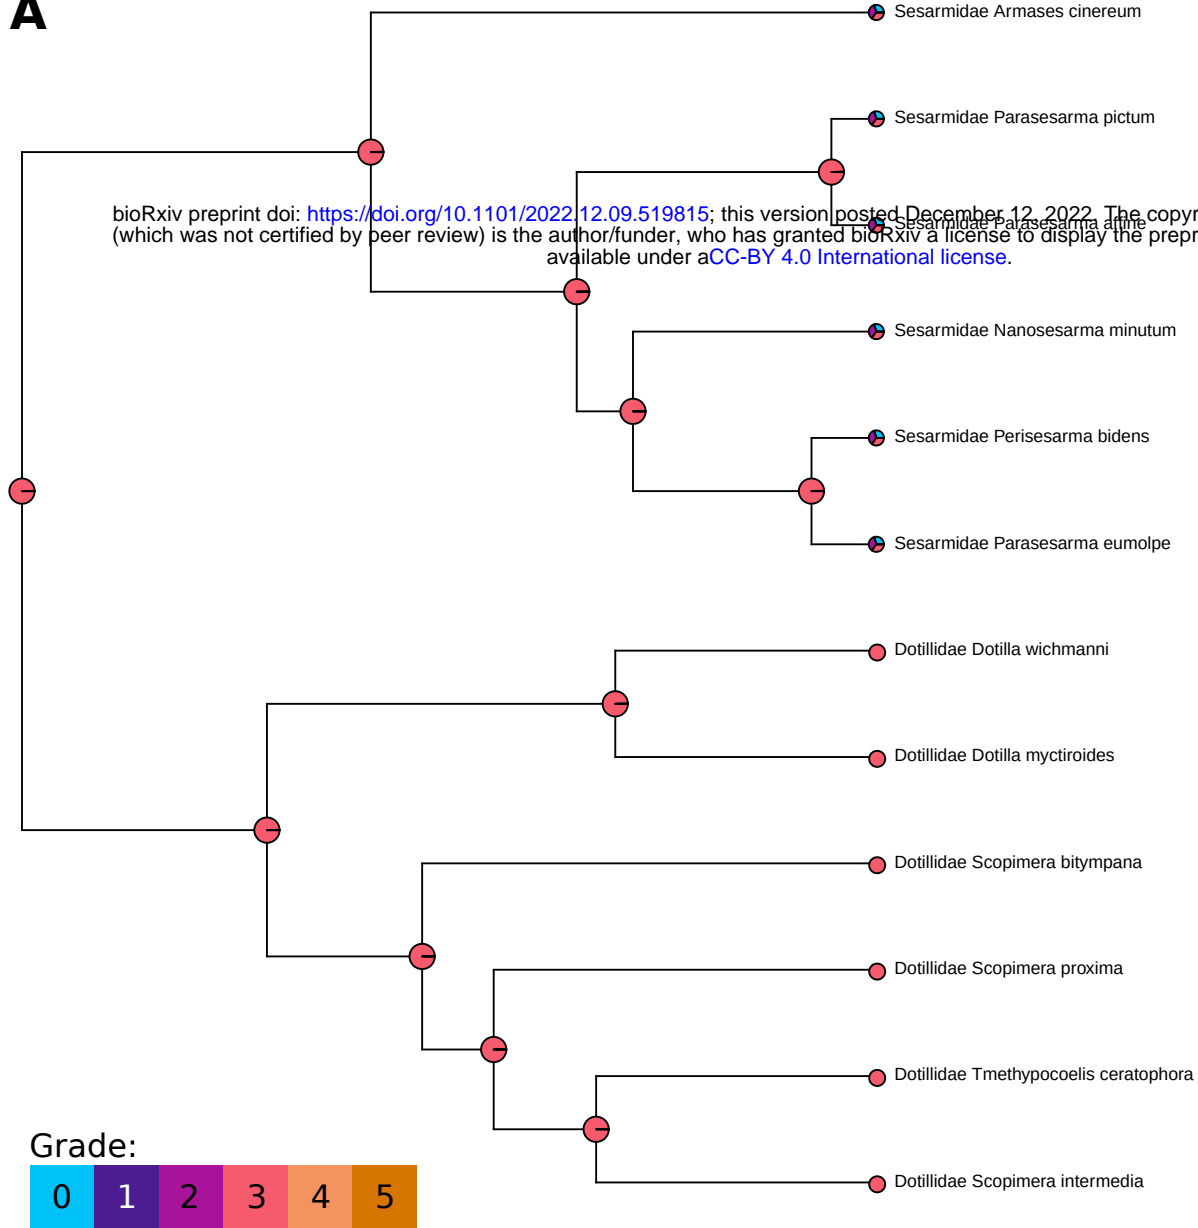 A
Sesarmidae Armases cinereum
Sesarmidae Parasesarma pictum
bioRxiv preprint doi: https://doi.org/10.1101/2022.12.09.519815; this version posted December 12, 2022. The copyr
Sesarmidae Parasesarma affine
(which was not certified by peer review) is the author/funder, who has granted bioRxiv a license to display the prepr
available under aCC-BY 4.0 International license.
Sesarmidae Nanosesarma minutum
Sesarmidae Perisesarma bidens
Sesarmidae Parasesarma eumolpe
Dotillidae Dotilla wichmanni
Dotillidae Dotilla myctiroides
Dotillidae Scopimera bitympana
Dotillidae Scopimera proxima
Dotillidae Tmethypocoelis ceratophora
Dotillidae Scopimera intermedia
Grade:
0 1 2 3 4 5